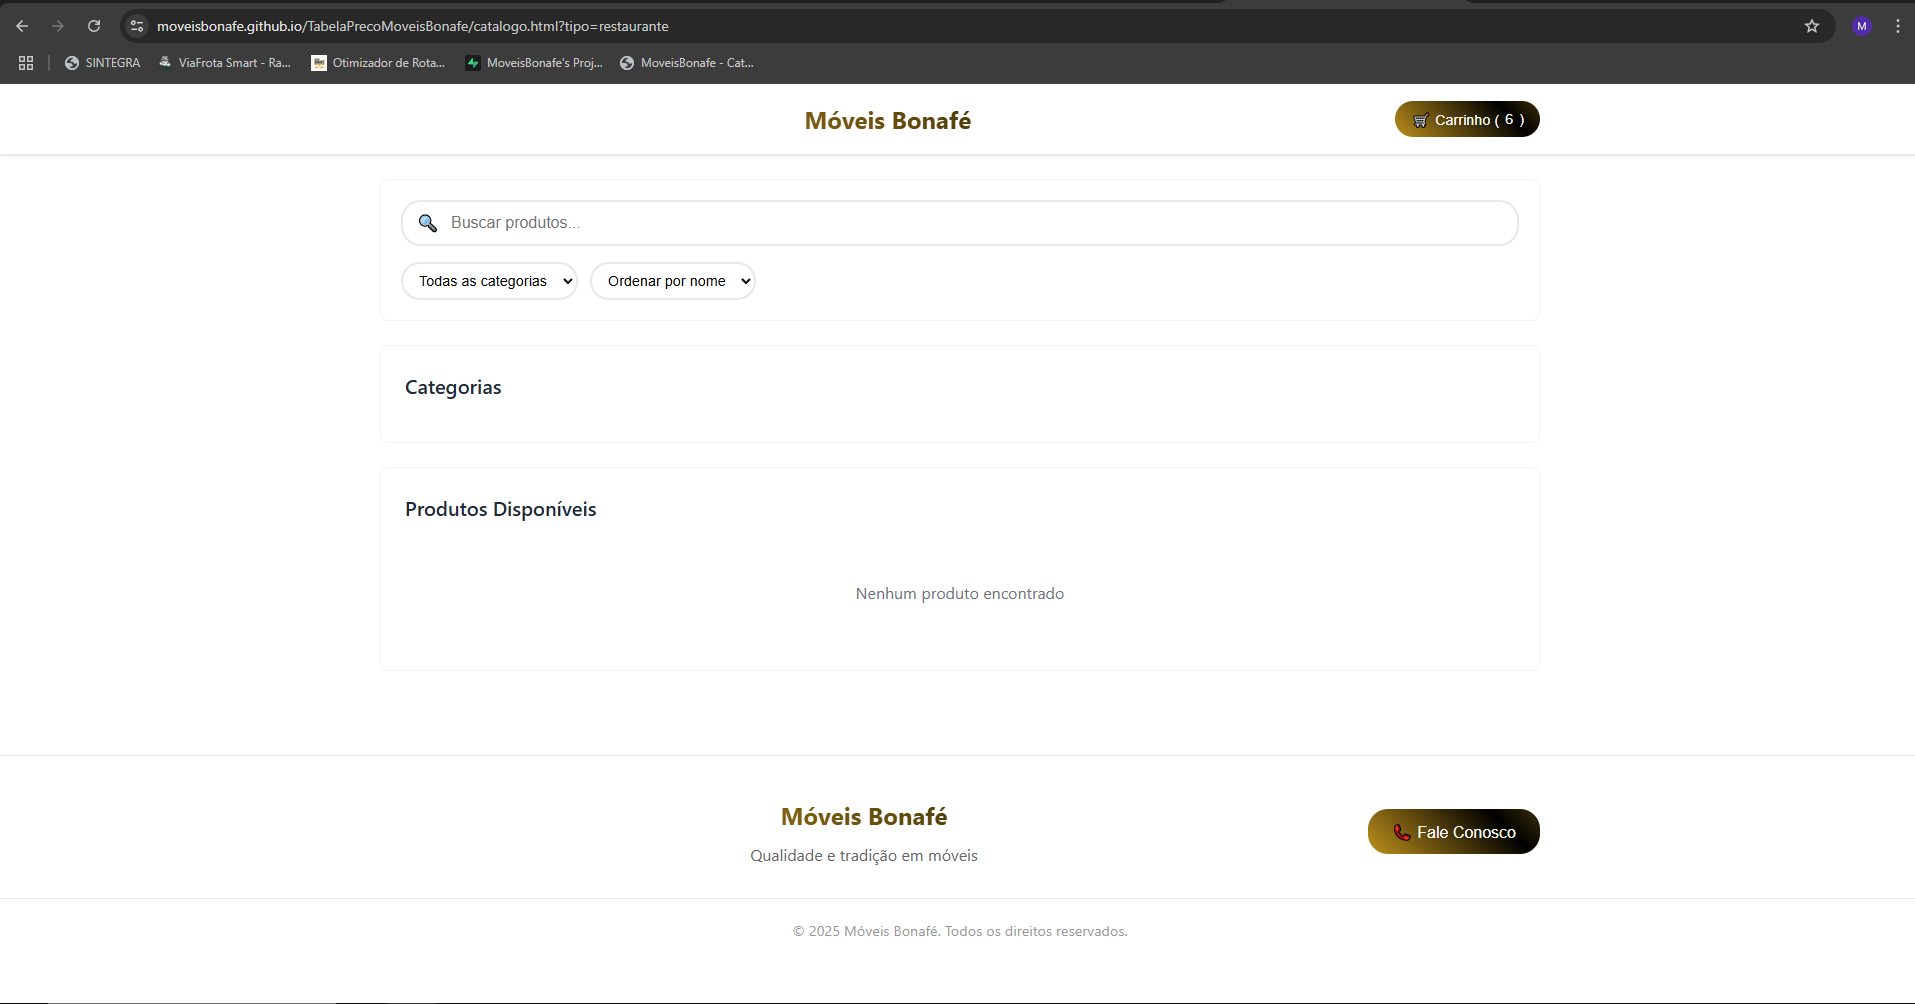 moveisbonafe.github.io/TabelaPrecoMoveisBonafe/catalogo.html?tipo=restaurante
M
SINTEGRA
ViaFrota Smart - Ra...
Otimizador de Rota...
MoveisBonafe's Proj...
MoveisBonafe - Cat...
Móveis Bonafé
Carrinho ( 6 )
Buscar produtos...
Todas as categorias
Ordenar por nome
Categorias
Produtos Disponíveis
Nenhum produto encontrado
Móveis Bonafé
Qualidade e tradição em móveis
Fale Conosco
© 2025 Móveis Bonafé. Todos os direitos reservados.